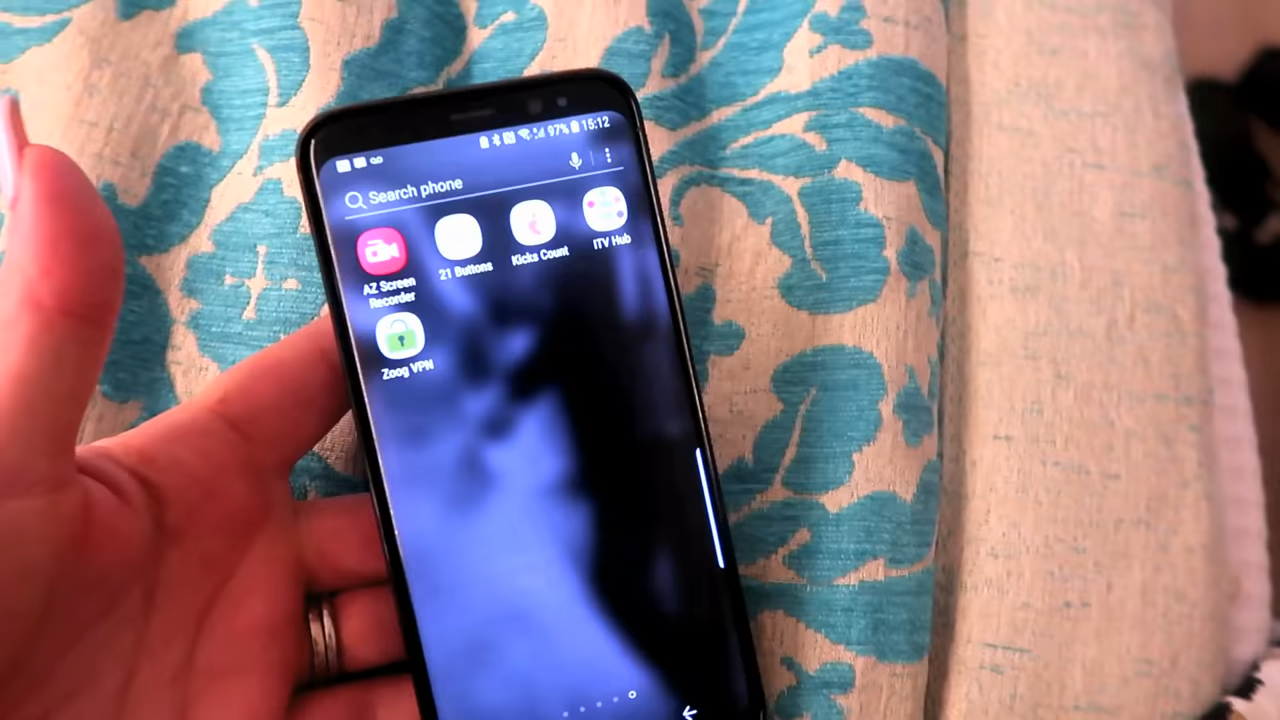 97% 15:12
Search phone
AZ Screen
Recorder
21 Buttons
Kicks Count
ITV Hub
Zoog VPN